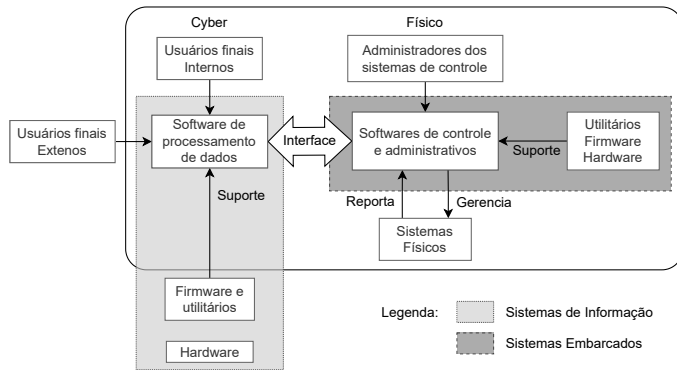 Cyber
Físico
Usuários finais
Internos
Administradores dos
sistemas de controle
Usuários finais
Extenos
Software de
processamento
de dados
Interface
Softwares de controle
e administrativos
Suporte
Utilitários
Firmware
Hardware
Suporte
Reporta
Gerencia
Sistemas
Físicos
Firmware e
utilitários
Hardware
Legenda:
Sistemas de Informação
Sistemas Embarcados